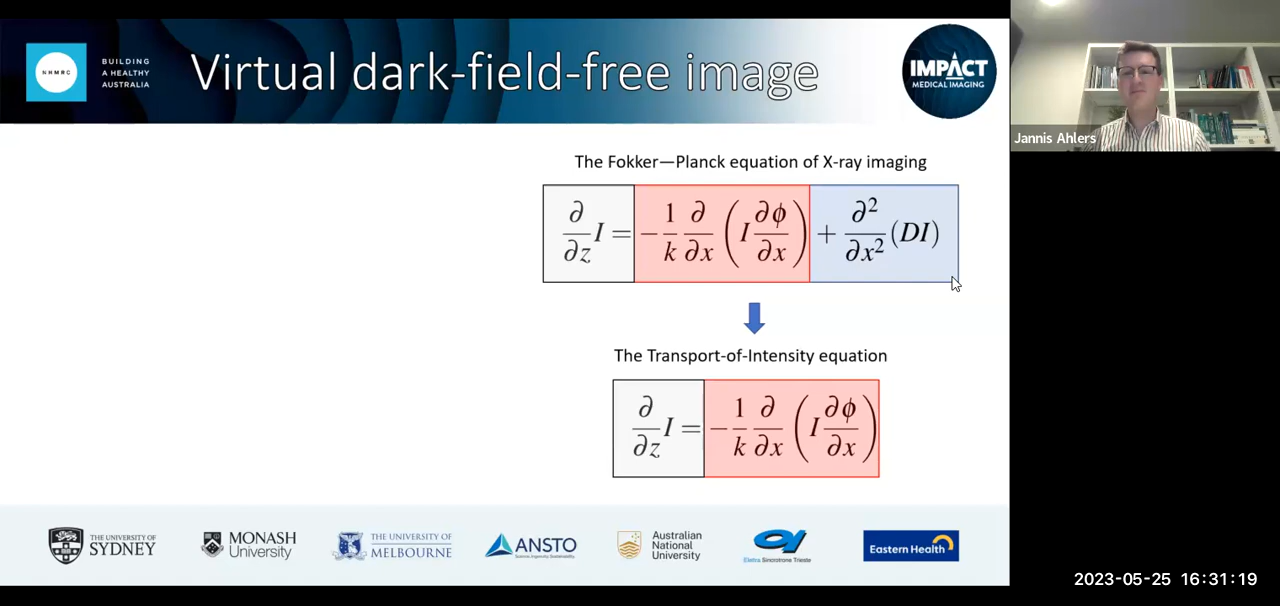 NHMRC
BUILDING
A HEALTHY
AUSTRALIA
Virtual dark-field-free image
IMPACT
MEDICAL IMAGING
Jannis Ahlers
The Fokker—Planck equation of X-ray imaging
∂/∂z I = −1/k ∂/∂x (I ∂ϕ/∂x) + ∂²/∂x² (DI)
The Transport-of-Intensity equation
∂/∂z I = −1/k ∂/∂x (I ∂ϕ/∂x)
THE UNIVERSITY OF
SYDNEY
MONASH
University
THE UNIVERSITY OF
MELBOURNE
ANSTO
Australian
National
University
Elettra Sincrotrone Trieste
Eastern Health
2023-05-25 16:31:19